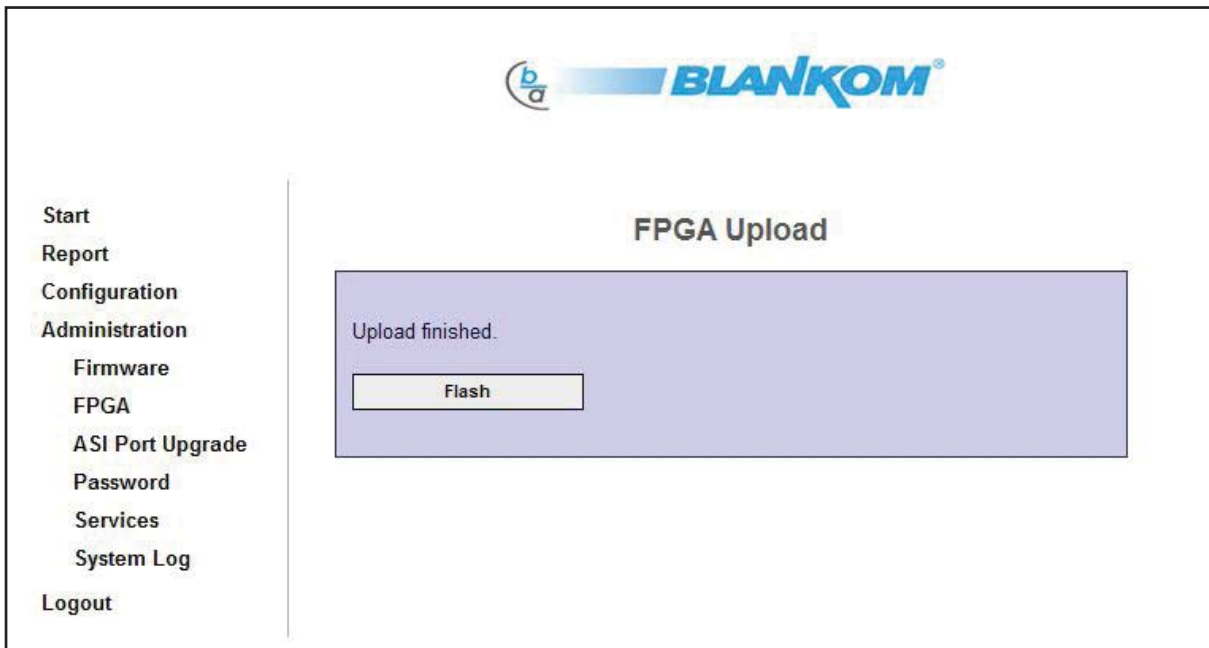 b
a
BLANKOM®
Start
Report
Configuration
Administration
Firmware
FPGA
ASI Port Upgrade
Password
Services
System Log
Logout
FPGA Upload
Upload finished.
Flash